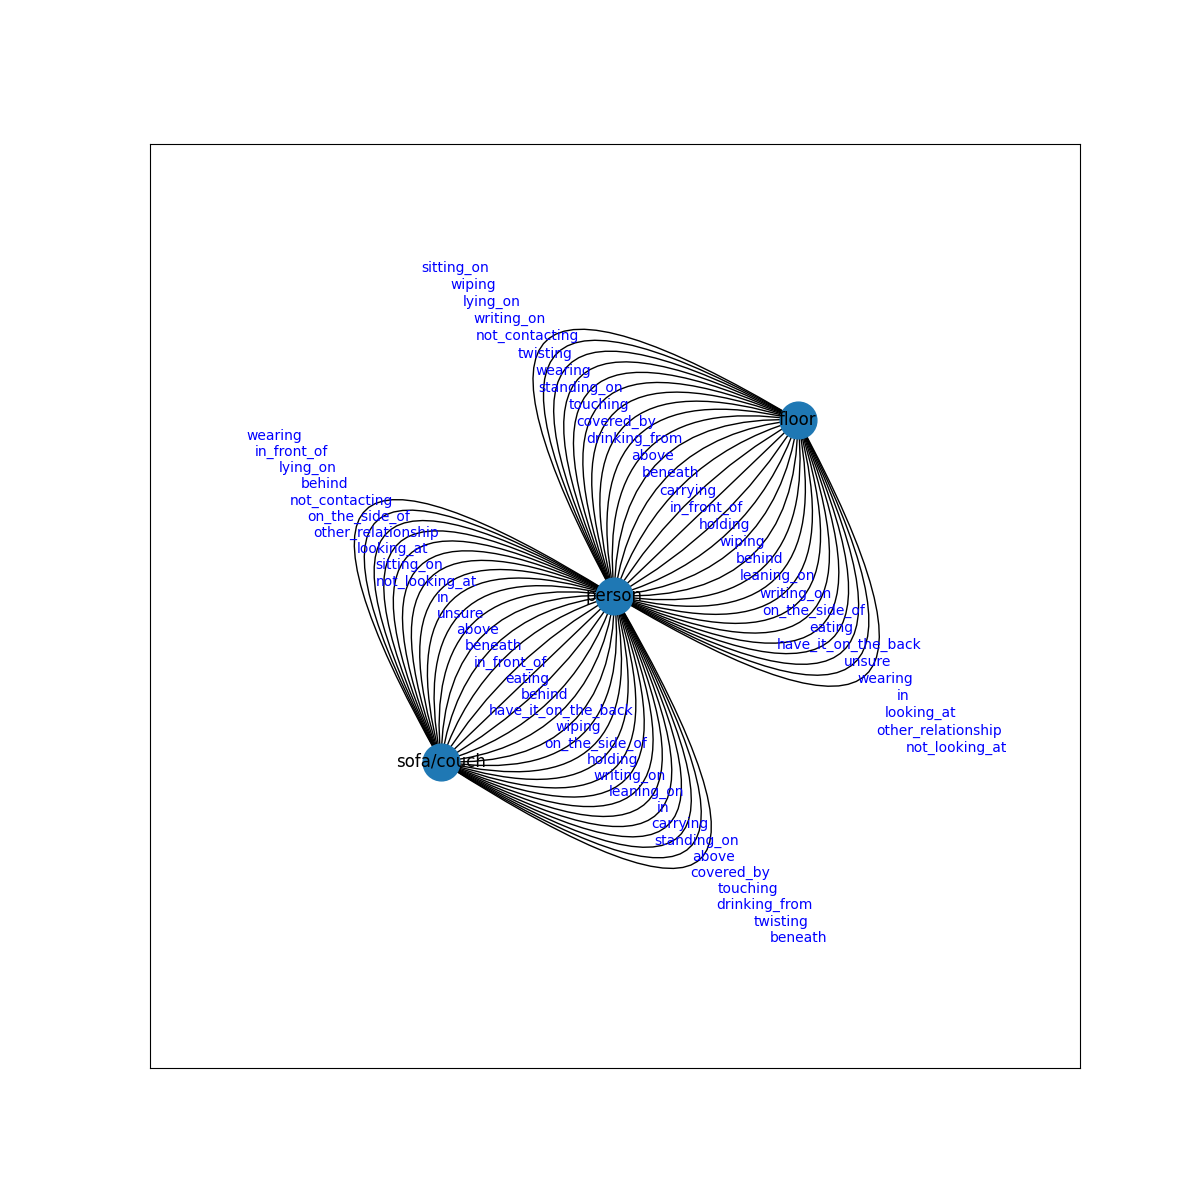 sitting_on
wiping
lying_on
writing_on
not_contacting
twisting
wearing
standing_on
touching
covered_by
drinking_from
above
beneath
carrying
in_front_of
holding
wiping
behind
leaning_on
writing_on
on_the_side_of
eating
have_it_on_the_back
unsure
wearing
in
looking_at
other_relationship
not_looking_at
floor
person
wearing
in_front_of
lying_on
behind
not_contacting
on_the_side_of
other_relationship
looking_at
sitting_on
not_looking_at
in
unsure
above
beneath
in_front_of
eating
behind
have_it_on_the_back
wiping
on_the_side_of
holding
writing_on
leaning_on
in
carrying
standing_on
above
covered_by
touching
drinking_from
twisting
beneath
sofa/couch